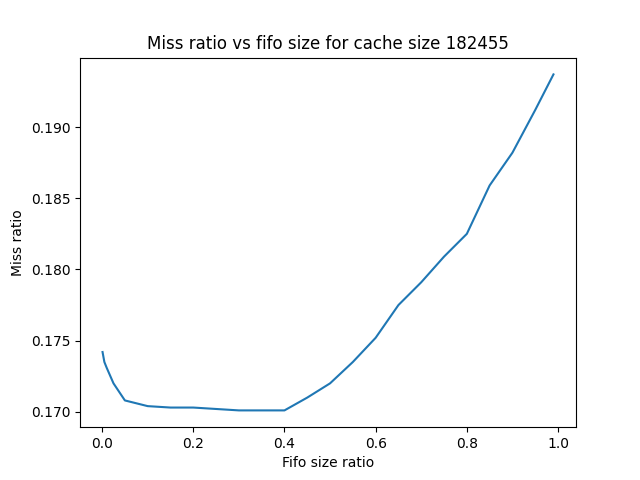 Miss ratio vs fifo size for cache size 182455
0.190
0.185
0.180
0.175
0.170
Miss ratio
0.0 0.2 0.4 0.6 0.8 1.0
Fifo size ratio